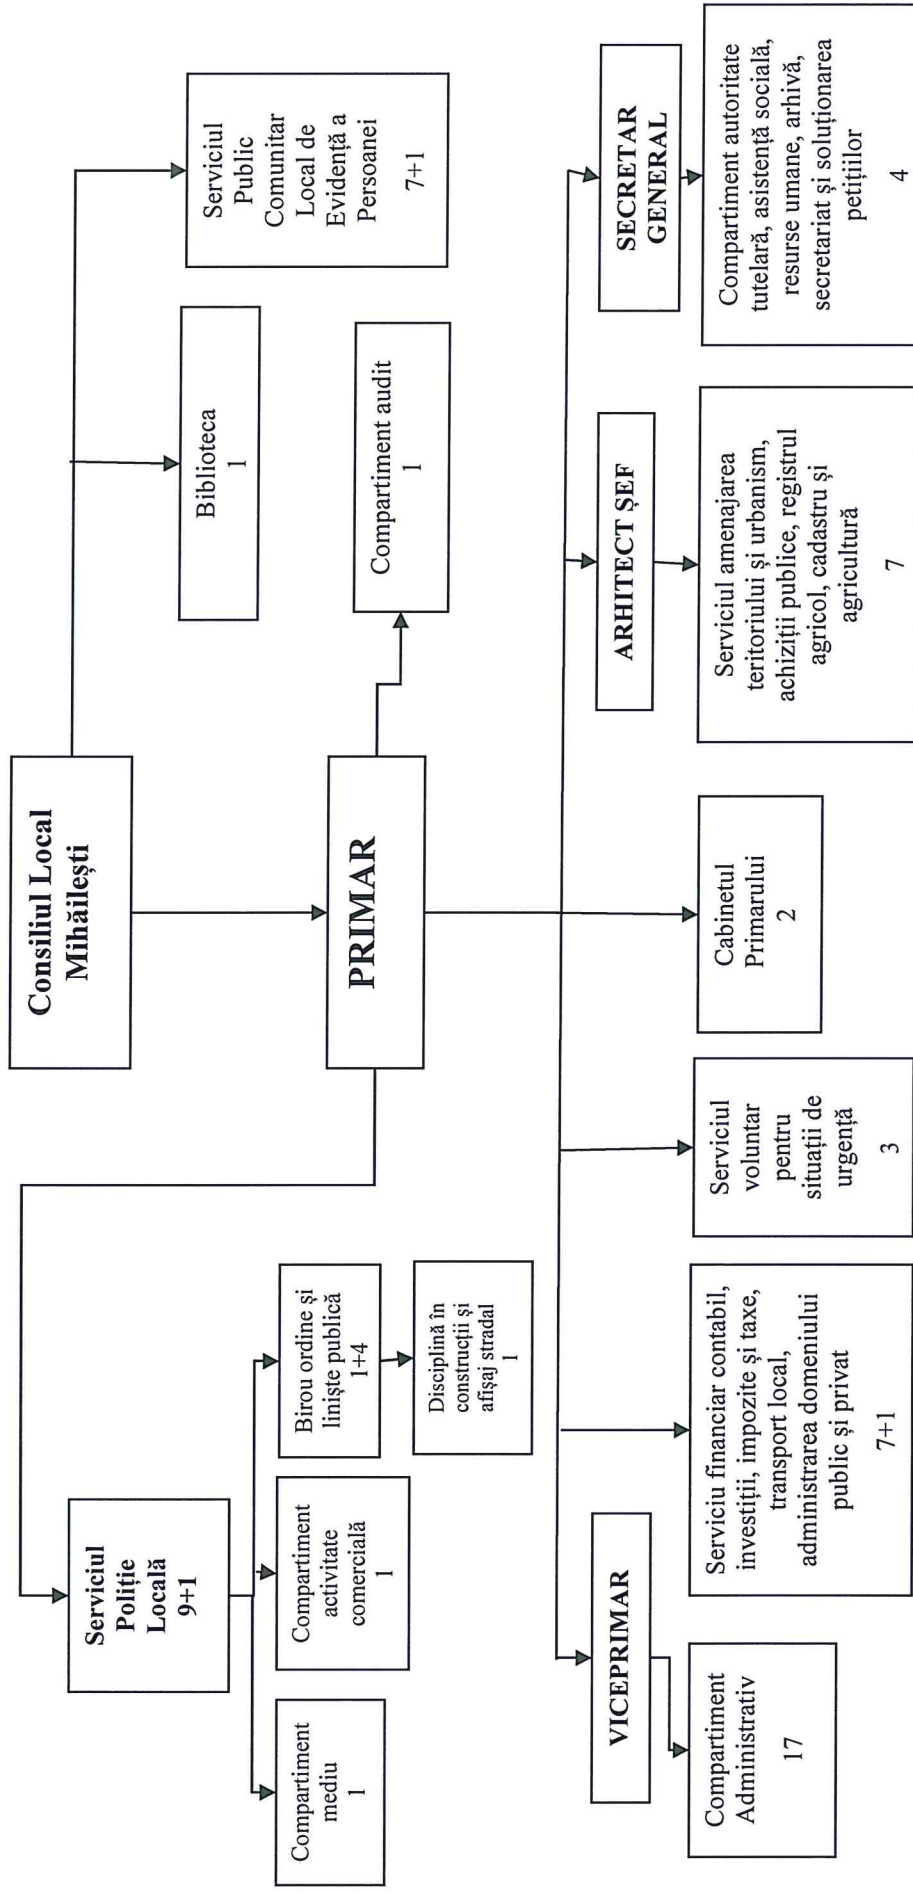 Consiliul Local
Mihăilești
Serviciul
Public
Comunitar
Local de
Evidență a
Persoanei
7+1
Biblioteca
1
Serviciul
Poliție
Locală
9+1
PRIMAR
Compartiment audit
1
Compartiment
mediu
1
Compartiment
activitate
comercială
1
Birou ordine și
liniște publică
1+4
Disciplină în
construcții și
afișaj stradal
1
VICEPRIMAR
ARHITECT ȘEF
SECRETAR
GENERAL
Compartiment
Administrativ
17
Serviciu financiar contabil,
investiții, impozite și taxe,
transport local,
administrarea domeniului
public și privat
7+1
Serviciul
voluntar
pentru
situații de
urgență
3
Cabinetul
Primarului
2
Serviciul amenajarea
teritoriului și urbanism,
achiziții publice, registrul
agricol, cadastru și
agricultură
7
Compartiment autoritate
tutelară, asistență socială,
resurse umane, arhivă,
secretariat și soluționarea
petițiilor
4